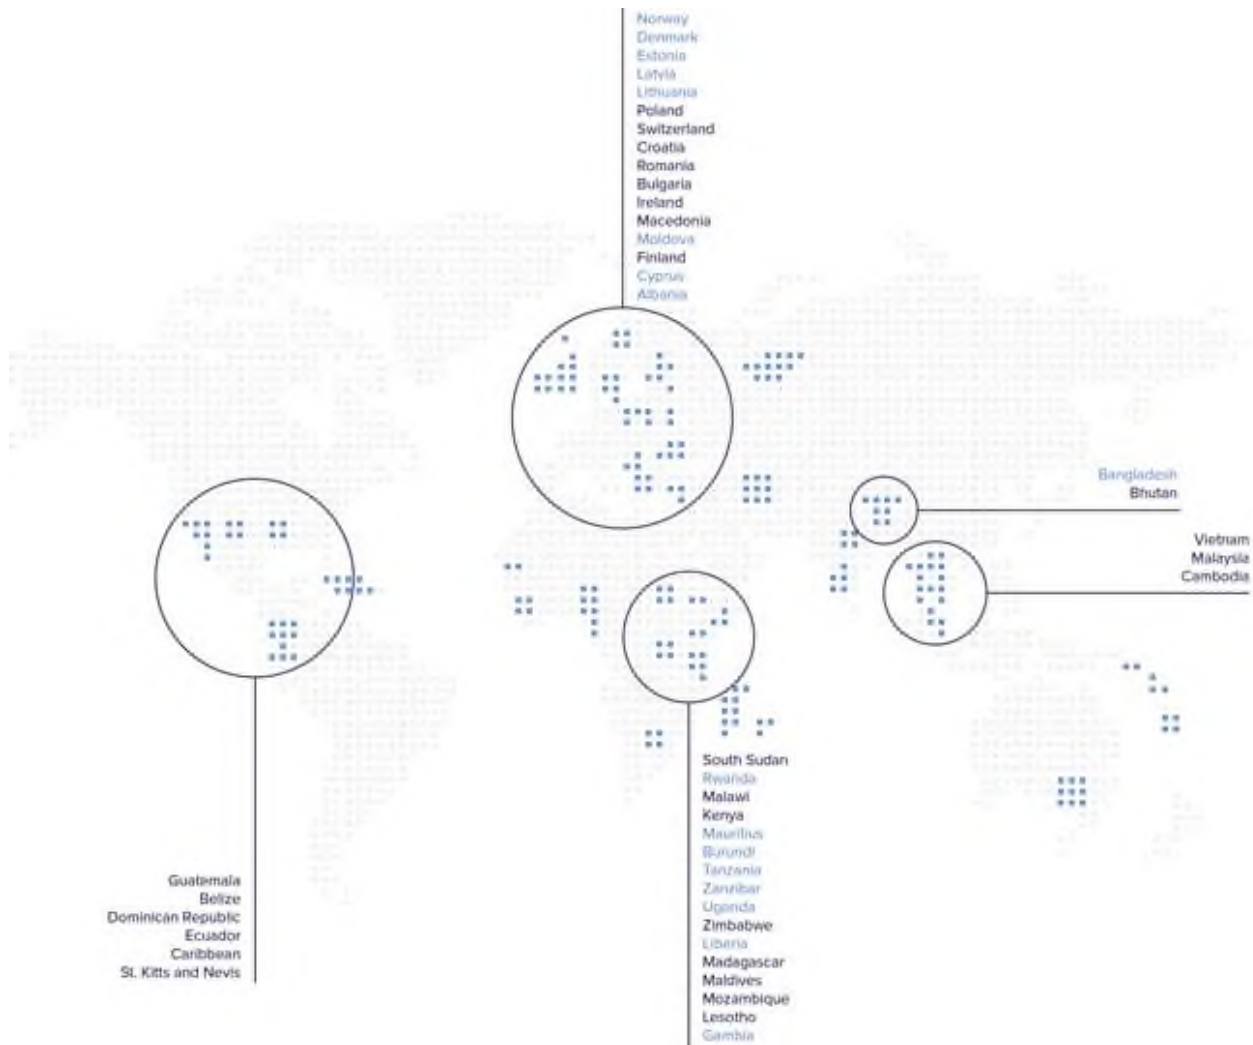 Norway
Denmark
Estonia
Latvia
Lithuania
Poland
Switzerland
Croatia
Romania
Bulgaria
Ireland
Macedonia
Moldova
Finland
Cyprus
Albania
Bangladesh
Bhutan
Vietnam
Malaysia
Cambodia
South Sudan
Rwanda
Malawi
Kenya
Mauritius
Burundi
Tanzania
Zanzibar
Uganda
Zimbabwe
Liberia
Madagascar
Maldives
Mozambique
Lesotho
Gambia
Guatemala
Belize
Dominican Republic
Ecuador
Caribbean
St. Kitts and Nevis